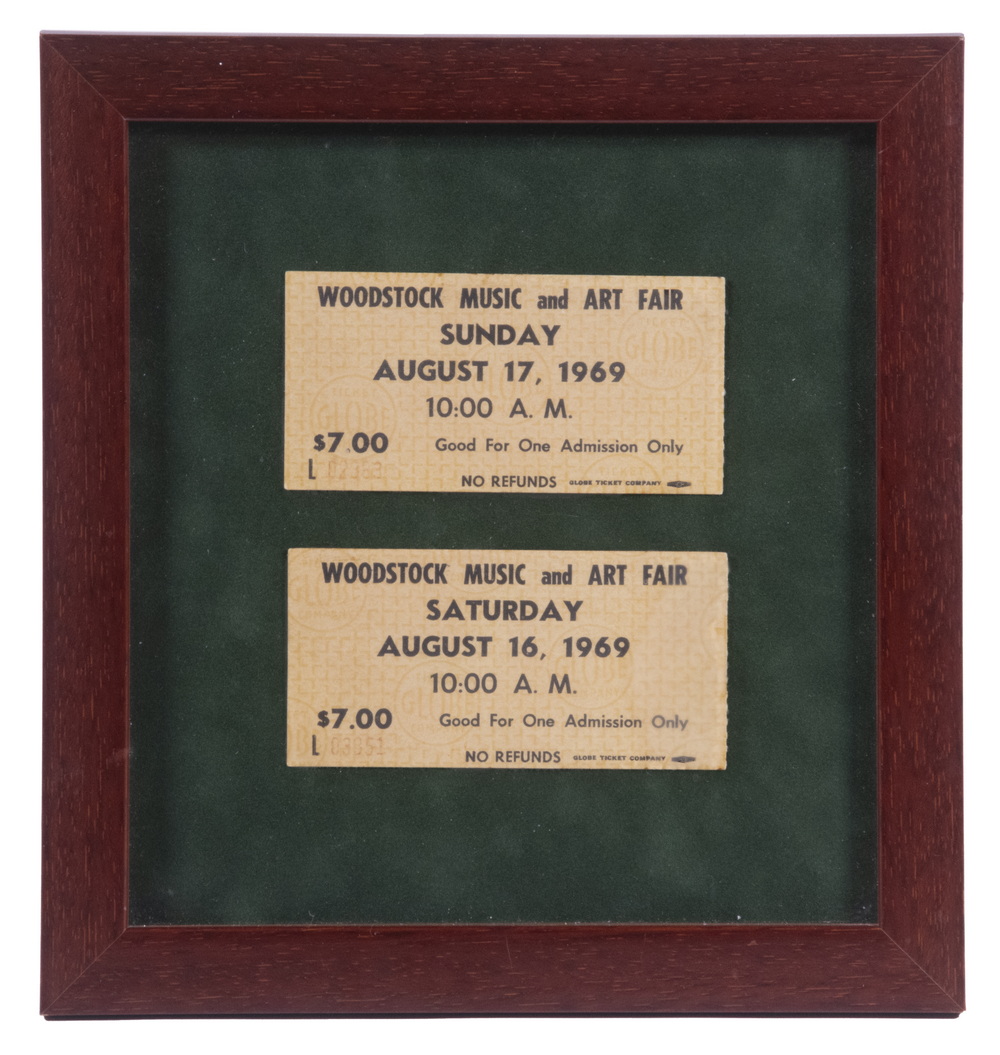 WOODSTOCK MUSIC and ART FAIR
SUNDAY
AUGUST 17, 1969
10:00 A. M.
$7.00 Good For One Admission Only
L 02353
NO REFUNDS GLOBE TICKET COMPANY
WOODSTOCK MUSIC and ART FAIR
SATURDAY
AUGUST 16, 1969
10:00 A. M.
$7.00 Good For One Admission Only
L 03951
NO REFUNDS GLOBE TICKET COMPANY